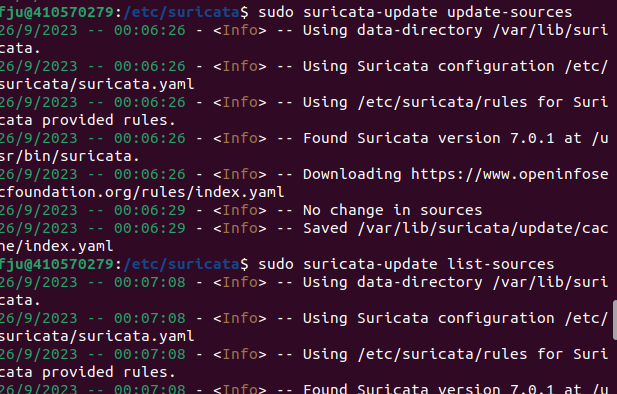 fju@410570279:/etc/suricata$ sudo suricata-update update-sources
26/9/2023 -- 00:06:26 - <Info> -- Using data-directory /var/lib/suri
cata.
26/9/2023 -- 00:06:26 - <Info> -- Using Suricata configuration /etc/
suricata/suricata.yaml
26/9/2023 -- 00:06:26 - <Info> -- Using /etc/suricata/rules for Suri
cata provided rules.
26/9/2023 -- 00:06:26 - <Info> -- Found Suricata version 7.0.1 at /u
sr/bin/suricata.
26/9/2023 -- 00:06:26 - <Info> -- Downloading https://www.openinfose
cfoundation.org/rules/index.yaml
26/9/2023 -- 00:06:29 - <Info> -- No change in sources
26/9/2023 -- 00:06:29 - <Info> -- Saved /var/lib/suricata/update/cac
he/index.yaml
fju@410570279:/etc/suricata$ sudo suricata-update list-sources
26/9/2023 -- 00:07:08 - <Info> -- Using data-directory /var/lib/suri
cata.
26/9/2023 -- 00:07:08 - <Info> -- Using Suricata configuration /etc/
suricata/suricata.yaml
26/9/2023 -- 00:07:08 - <Info> -- Using /etc/suricata/rules for Suri
cata provided rules.
26/9/2023 -- 00:07:08 - <Info> -- Found Suricata version 7.0.1 at /u